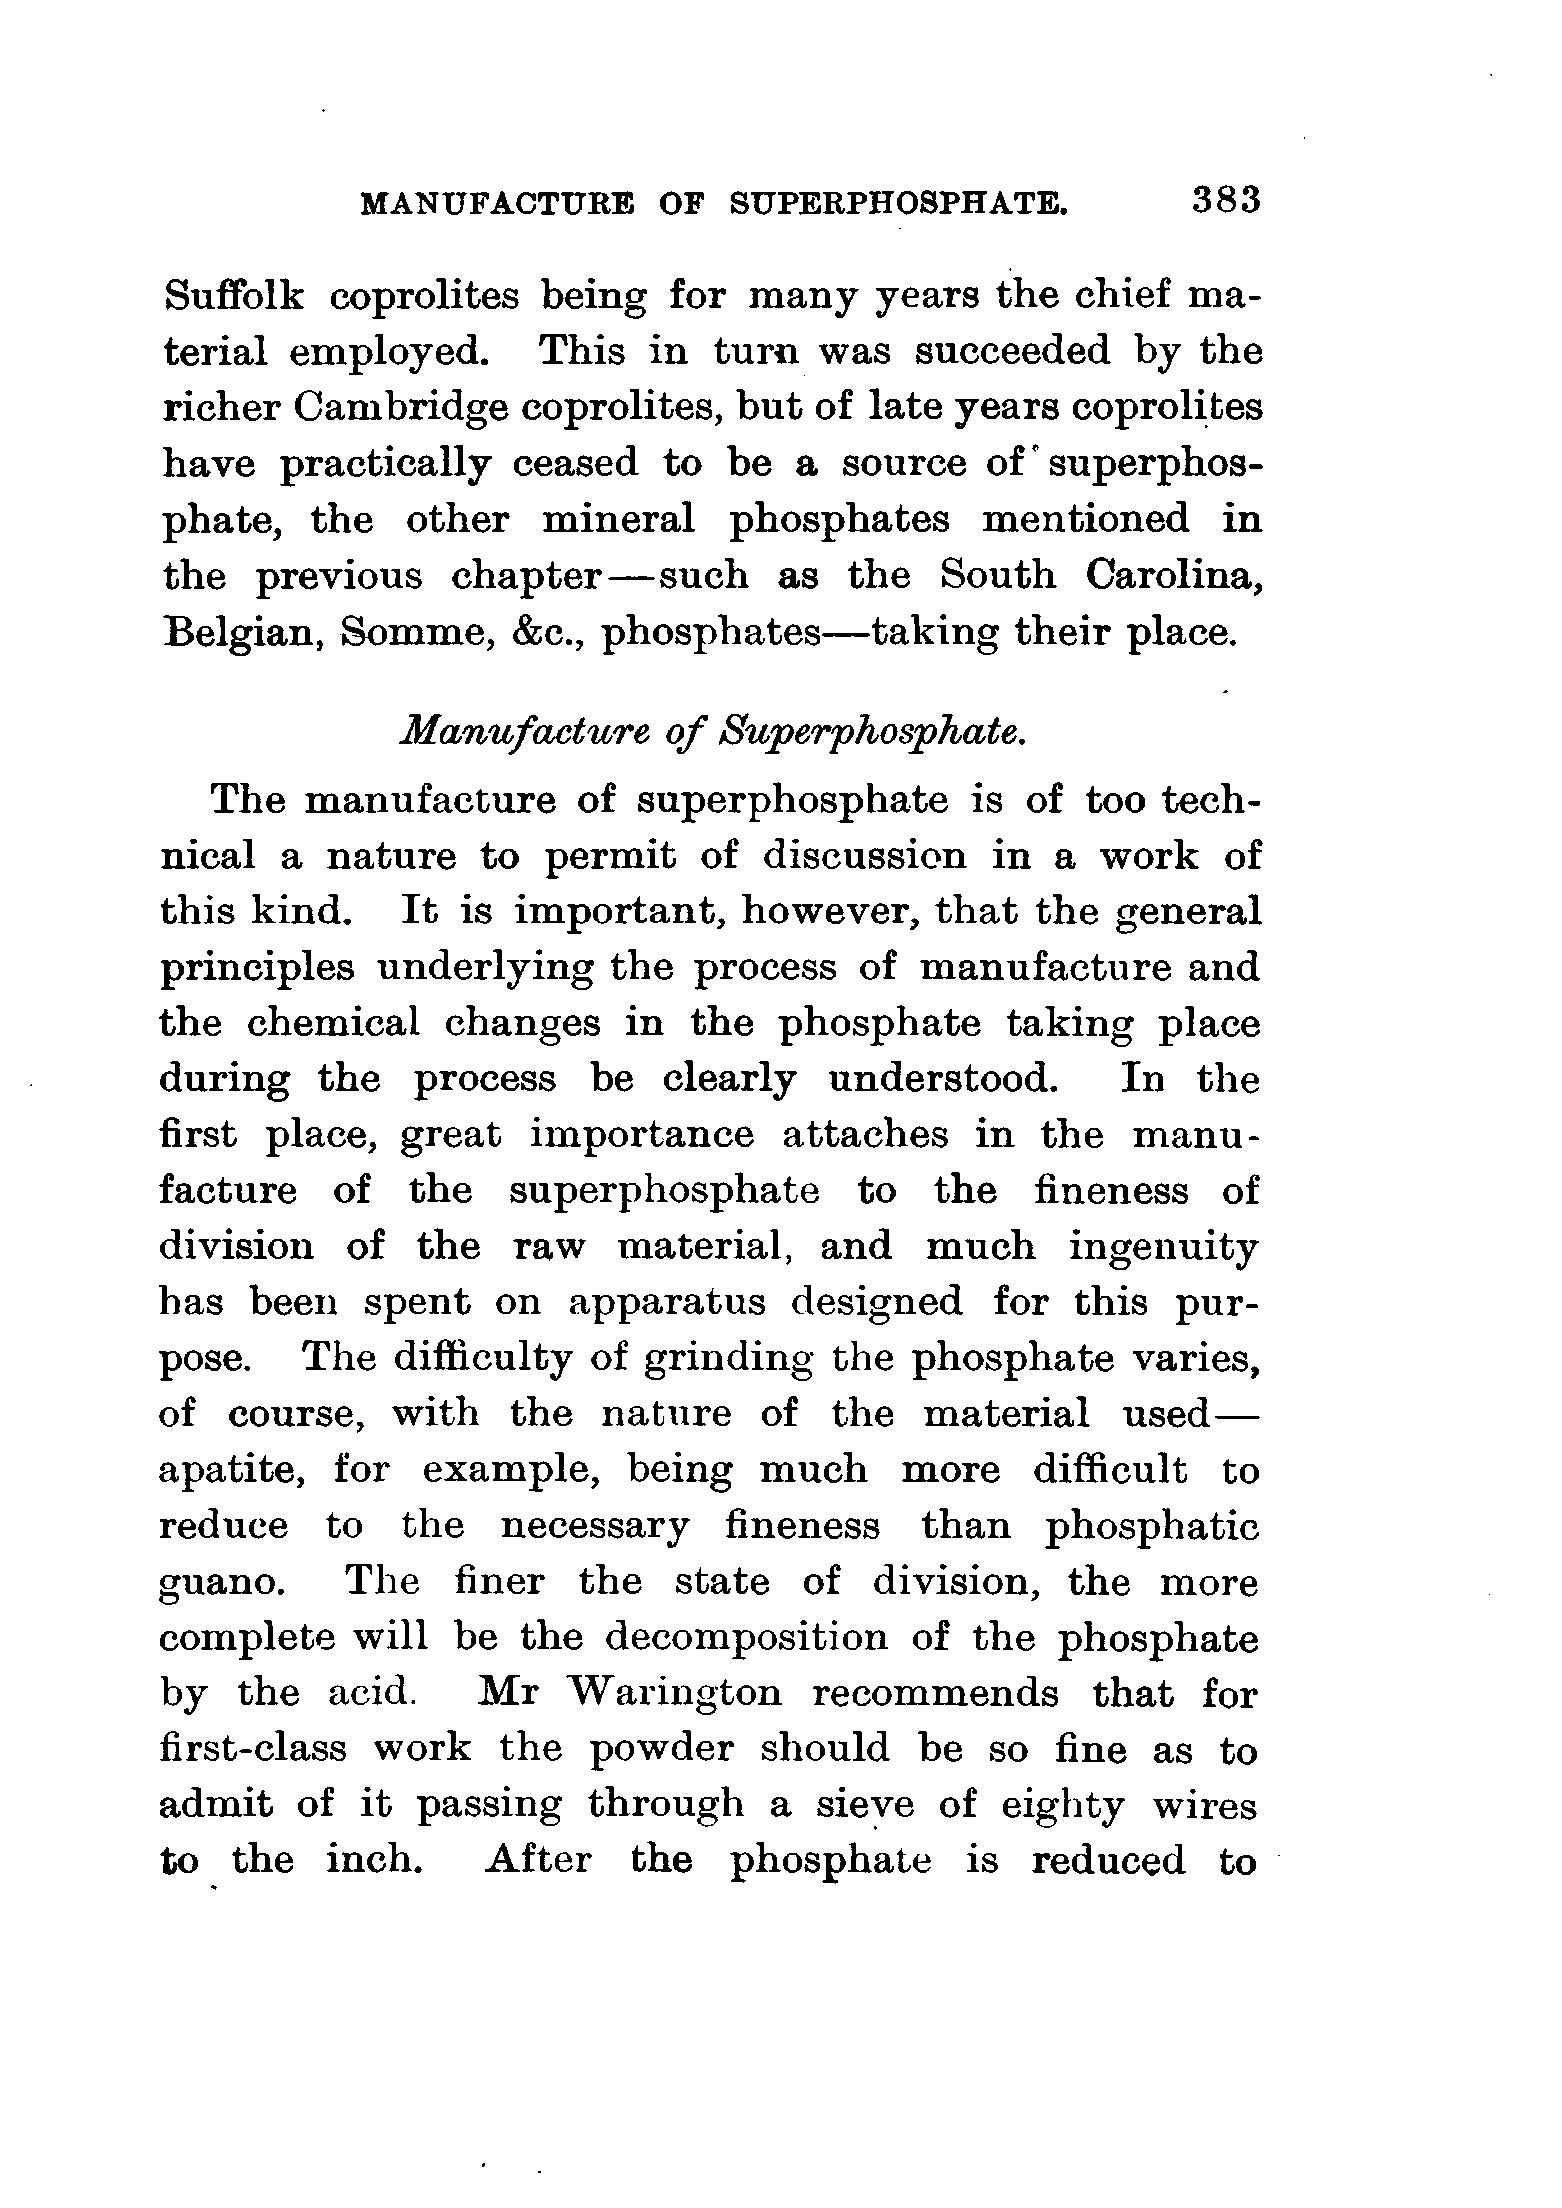 MANUFACTURE OF SUPERPHOSPHATE. 383
Suffolk coprolites being for many years the chief ma-
terial employed. This in turn was succeeded by the
richer Cambridge coprolites, but of late years coprolites
have practically ceased to be a source of superphos-
phate, the other mineral phosphates mentioned in
the previous chapter—such as the South Carolina,
Belgian, Somme, &c., phosphates—taking their place.
Manufacture of Superphosphate.
The manufacture of superphosphate is of too tech-
nical a nature to permit of discussion in a work of
this kind. It is important, however, that the general
principles underlying the process of manufacture and
the chemical changes in the phosphate taking place
during the process be clearly understood. In the
first place, great importance attaches in the manu-
facture of the superphosphate to the fineness of
division of the raw material, and much ingenuity
has been spent on apparatus designed for this pur-
pose. The difficulty of grinding the phosphate varies,
of course, with the nature of the material used—
apatite, for example, being much more difficult to
reduce to the necessary fineness than phosphatic
guano. The finer the state of division, the more
complete will be the decomposition of the phosphate
by the acid. Mr Warington recommends that for
first-class work the powder should be so fine as to
admit of it passing through a sieve of eighty wires
to the inch. After the phosphate is reduced to